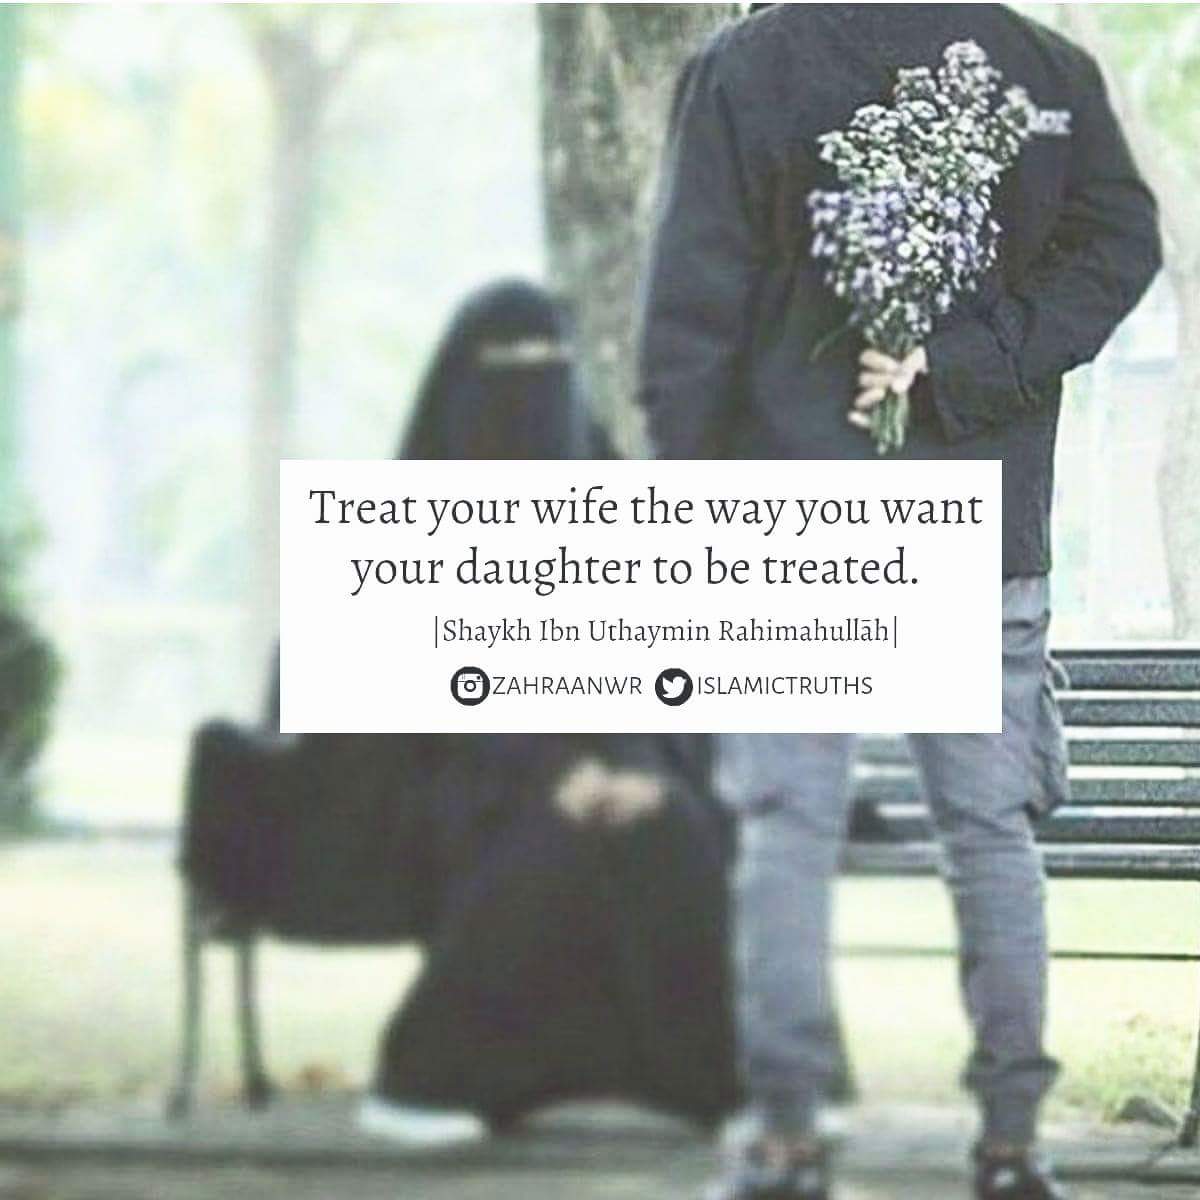 Treat your wife the way you want
your daughter to be treated.
|Shaykh Ibn Uthaymin Rahimahullāh|
ZAHRAANWR ISLAMICTRUTHS